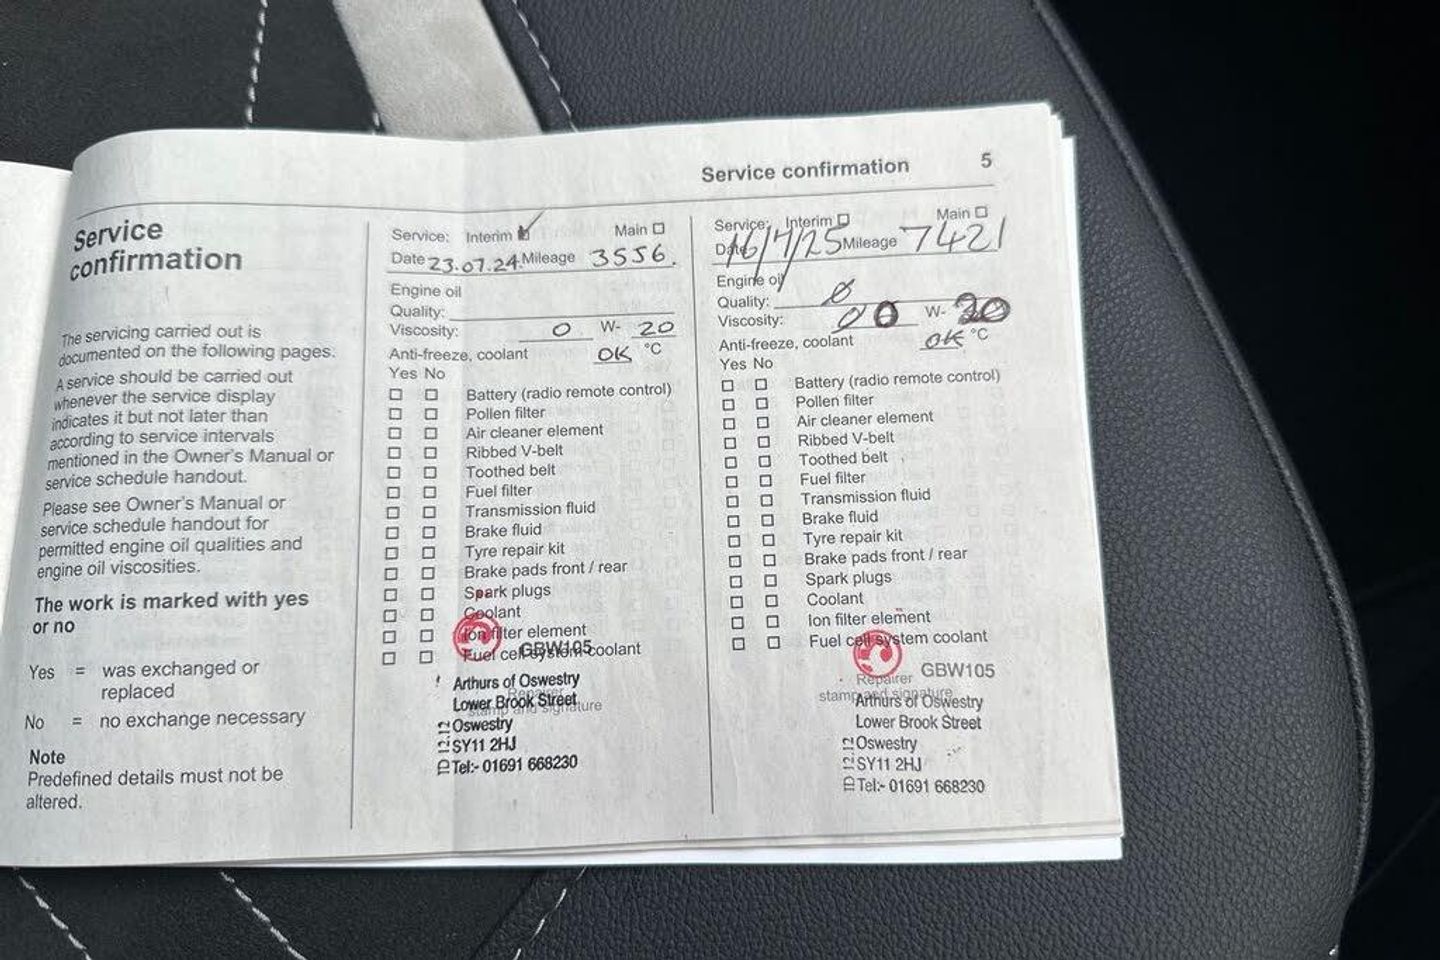 Service confirmation 5
Service
confirmation
The servicing carried out is
documented on the following pages.
A service should be carried out
whenever the service display
indicates it but not later than
according to service intervals
mentioned in the Owner's Manual or
service schedule handout.
Please see Owner's Manual or
service schedule handout for
permitted engine oil qualities and
engine oil viscosities.
The work is marked with yes
or no
Yes = was exchanged or
replaced
No = no exchange necessary
Note
Predefined details must not be
altered.
Service: Interim Main
Date 23.07.24. Mileage 3556.
Engine oil
Quality:
Viscosity: 0 W- 20
Anti-freeze, coolant OK °C
Yes No
Battery (radio remote control)
Pollen filter
Air cleaner element
Ribbed V-belt
Toothed belt
Fuel filter
Transmission fluid
Brake fluid
Tyre repair kit
Brake pads front / rear
Spark plugs
Coolant
Ion filter element
Fuel cell system coolant
GBW105
Repairer
stamp and signature
Arthurs of Oswestry
Lower Brook Street
Oswestry
SY11 2HJ
Tel:- 01691 668230
Service: Interim Main
Date 16/7/25 Mileage 7421
Engine oil
Quality:
Viscosity: 0 W- 20
Anti-freeze, coolant OK °C
Yes No
Battery (radio remote control)
Pollen filter
Air cleaner element
Ribbed V-belt
Toothed belt
Fuel filter
Transmission fluid
Brake fluid
Tyre repair kit
Brake pads front / rear
Spark plugs
Coolant
Ion filter element
Fuel cell system coolant
Repairer GBW105
stamp and signature
Arthurs of Oswestry
Lower Brook Street
Oswestry
SY11 2HJ
Tel:- 01691 668230